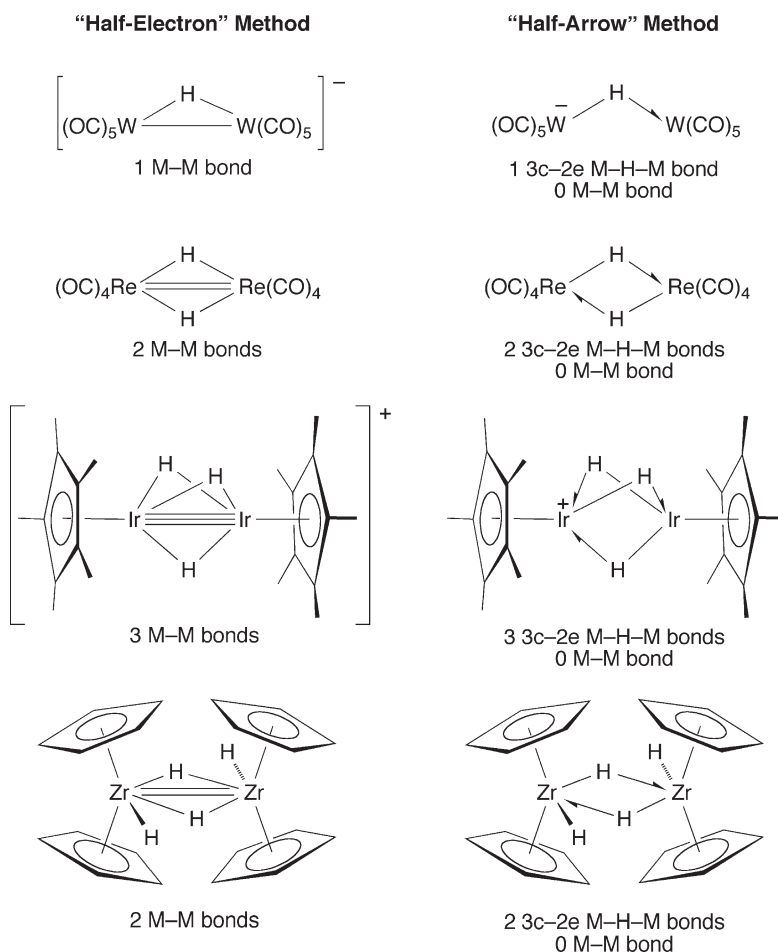 “Half-Electron” Method
“Half-Arrow” Method
H
–
(OC)5W
W(CO)5
1 M–M bond
H
–
(OC)5W
W(CO)5
1 3c–2e M–H–M bond
0 M–M bond
H
(OC)4Re
Re(CO)4
H
2 M–M bonds
H
(OC)4Re
Re(CO)4
H
2 3c–2e M–H–M bonds
0 M–M bond
+
H
H
Ir
Ir
H
3 M–M bonds
H
H
+
Ir
Ir
H
3 3c–2e M–H–M bonds
0 M–M bond
H
H
Zr
Zr
H
H
2 M–M bonds
H
H
Zr
Zr
H
H
2 3c–2e M–H–M bonds
0 M–M bond